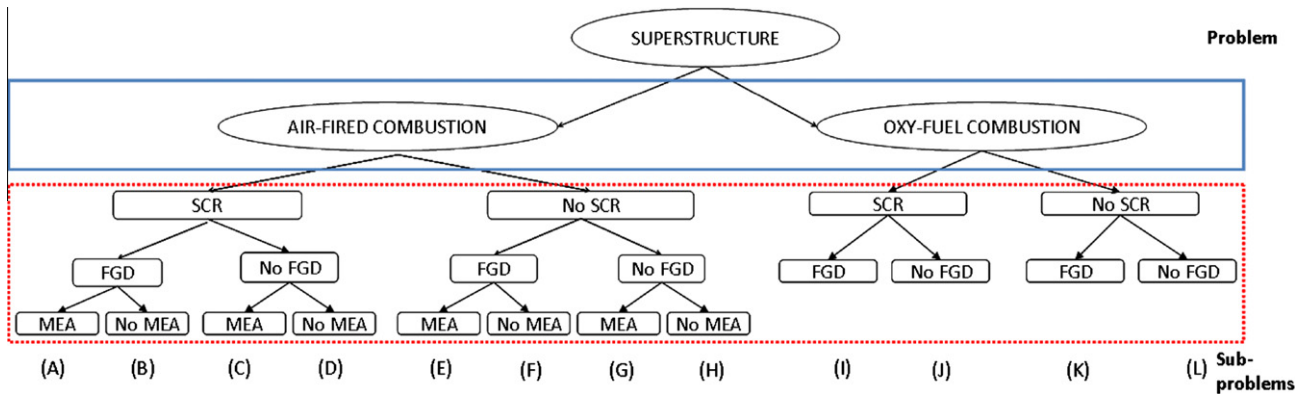 SUPERSTRUCTURE
Problem
AIR-FIRED COMBUSTION
OXY-FUEL COMBUSTION
SCR
No SCR
SCR
No SCR
FGD
No FGD
FGD
No FGD
FGD
No FGD
FGD
No FGD
MEA
No MEA
MEA
No MEA
MEA
No MEA
MEA
No MEA
(A)
(B)
(C)
(D)
(E)
(F)
(G)
(H)
(I)
(J)
(K)
(L)
Sub-
problems